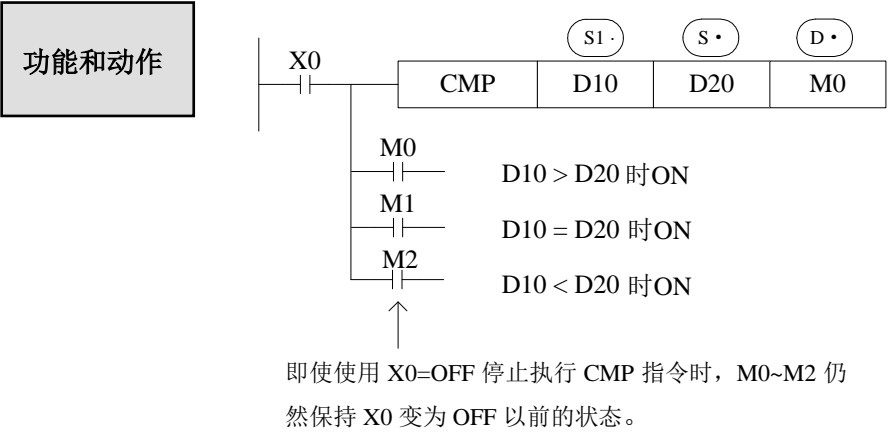 功能和动作
S1· S• D•
X0
CMP D10 D20 M0
M0
D10 > D20 时ON
M1
D10 = D20 时ON
M2
D10 < D20 时ON
即使使用 X0=OFF 停止执行 CMP 指令时，M0~M2 仍
然保持 X0 变为 OFF 以前的状态。